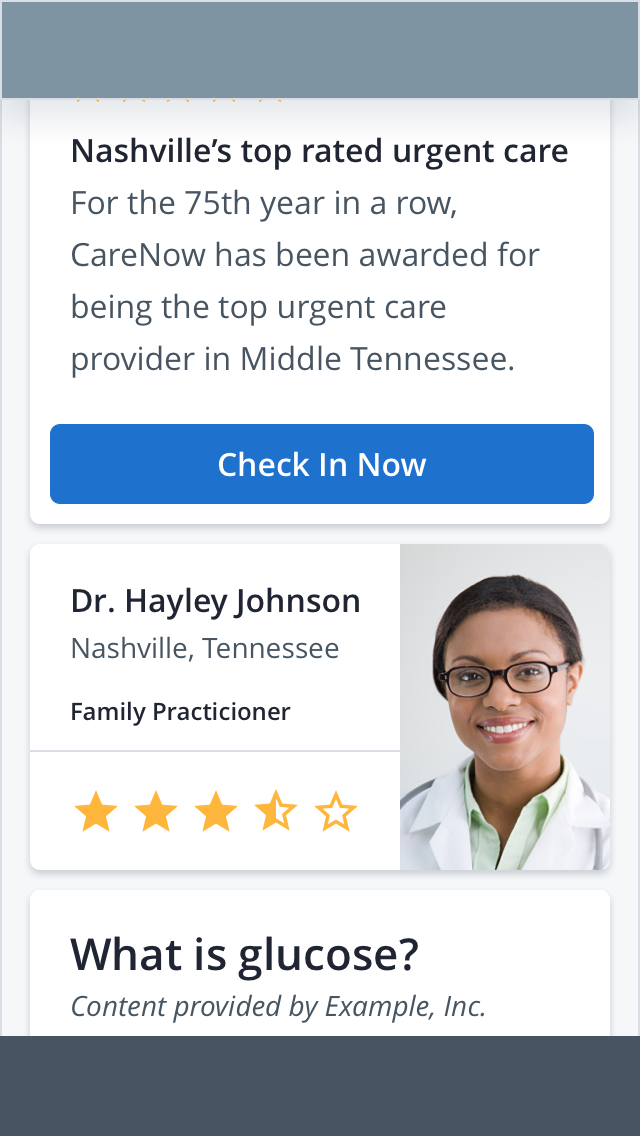 Nashville’s top rated urgent care
For the 75th year in a row,
CareNow has been awarded for
being the top urgent care
provider in Middle Tennessee.
Check In Now
Dr. Hayley Johnson
Nashville, Tennessee
Family Practicioner
What is glucose?
Content provided by Example, Inc.